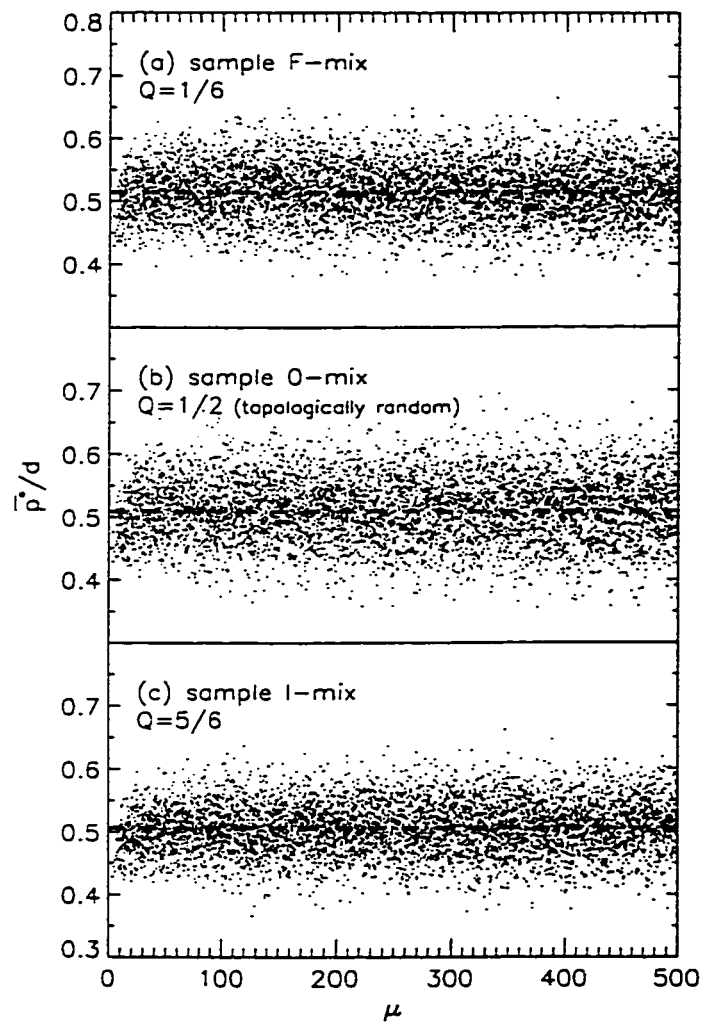 0.8
(a) sample F-mix
Q=1/6
0.7
0.6
0.5
0.4
(b) sample O-mix
Q=1/2 (topologically random)
0.7
0.6
0.5
0.4
p̅*/d
(c) sample I-mix
Q=5/6
0.7
0.6
0.5
0.4
0.3
0 100 200 300 400 500
μ